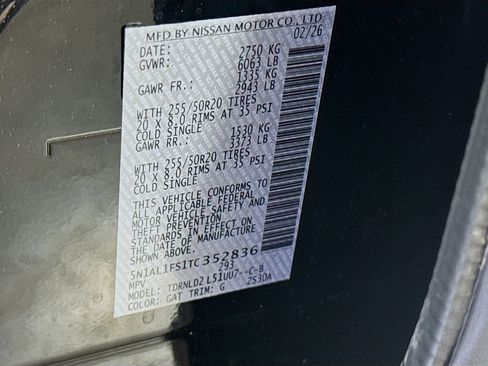 MFD BY NISSAN MOTOR CO., LTD
DATE: 02/26
GVWR: 2750 KG
6063 LB
GAWR FR.: 1335 KG
2943 LB
WITH 255/50R20 TIRES
20 X 8.0 RIMS AT 35 PSI
COLD SINGLE
GAWR RR.: 1530 KG
3373 LB
WITH 255/50R20 TIRES
20 X 8.0 RIMS AT 35 PSI
COLD SINGLE
THIS VEHICLE CONFORMS TO
ALL APPLICABLE FEDERAL
MOTOR VEHICLE SAFETY AND
THEFT PREVENTION
STANDARDS IN EFFECT ON
THE DATE OF MANUFACTURE
5N1AL1FS1TC352836
MPV 293
MODEL: TDRNLD2 L51UU7--C-B
COLOR: GAT TRIM: G ZS30A